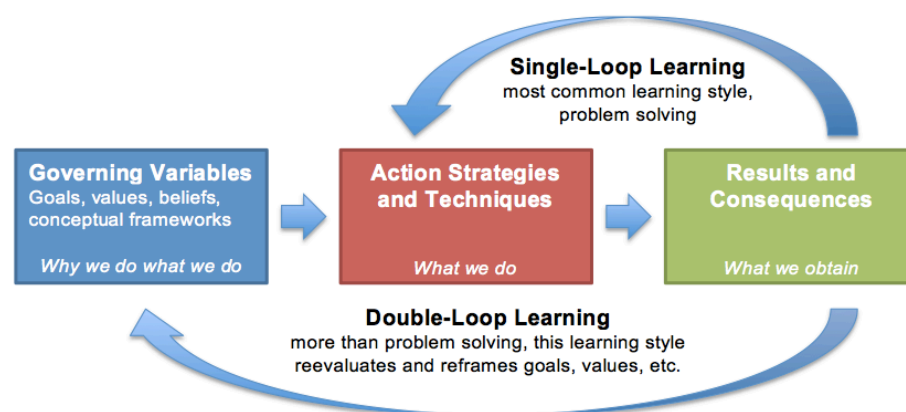 Single-Loop Learning
most common learning style,
problem solving
Governing Variables
Goals, values, beliefs,
conceptual frameworks
Why we do what we do
Action Strategies
and Techniques
What we do
Results and
Consequences
What we obtain
Double-Loop Learning
more than problem solving, this learning style
reevaluates and reframes goals, values, etc.